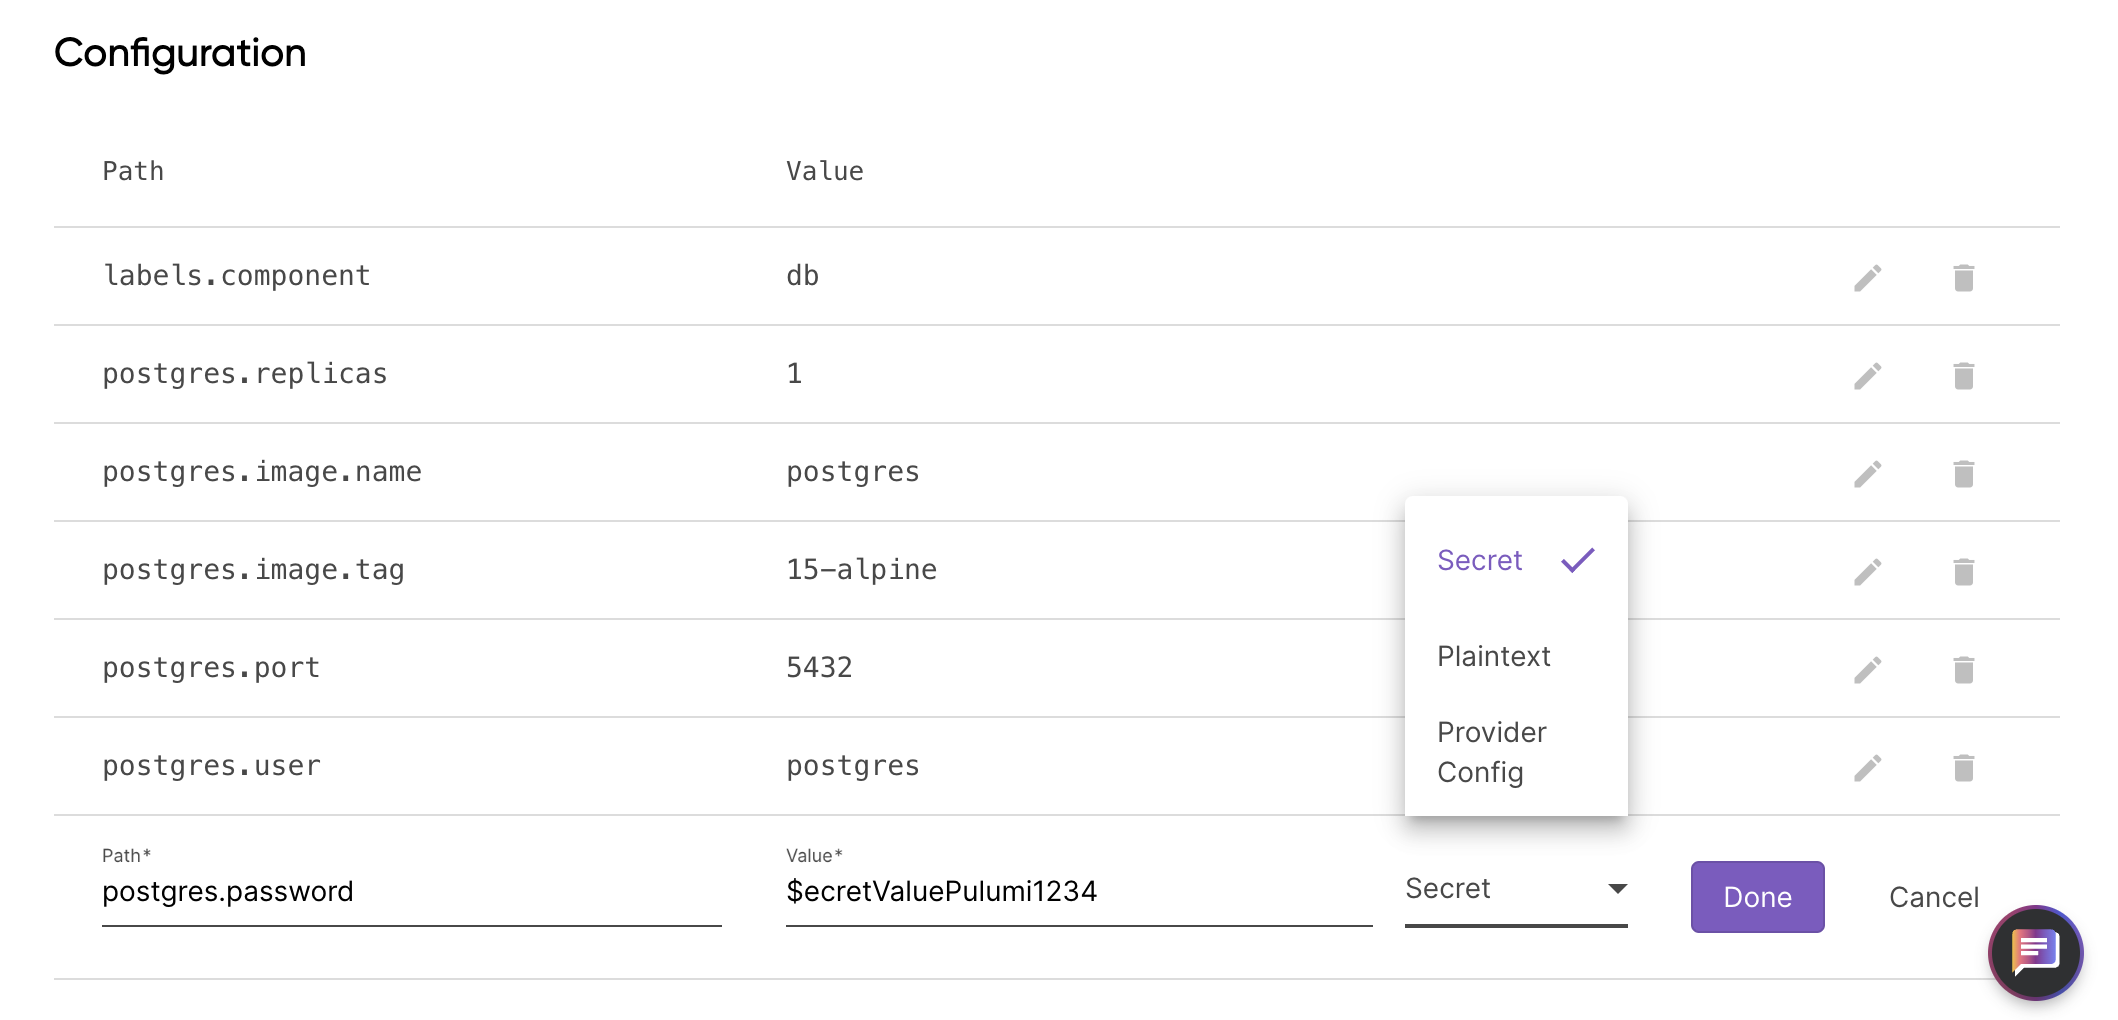 Configuration
Path Value
labels.component db
postgres.replicas 1
postgres.image.name postgres
postgres.image.tag 15-alpine
postgres.port 5432
postgres.user postgres
Secret
Plaintext
Provider
Config
Path* Value*
postgres.password $ecretValuePulumi1234 Secret Done Cancel